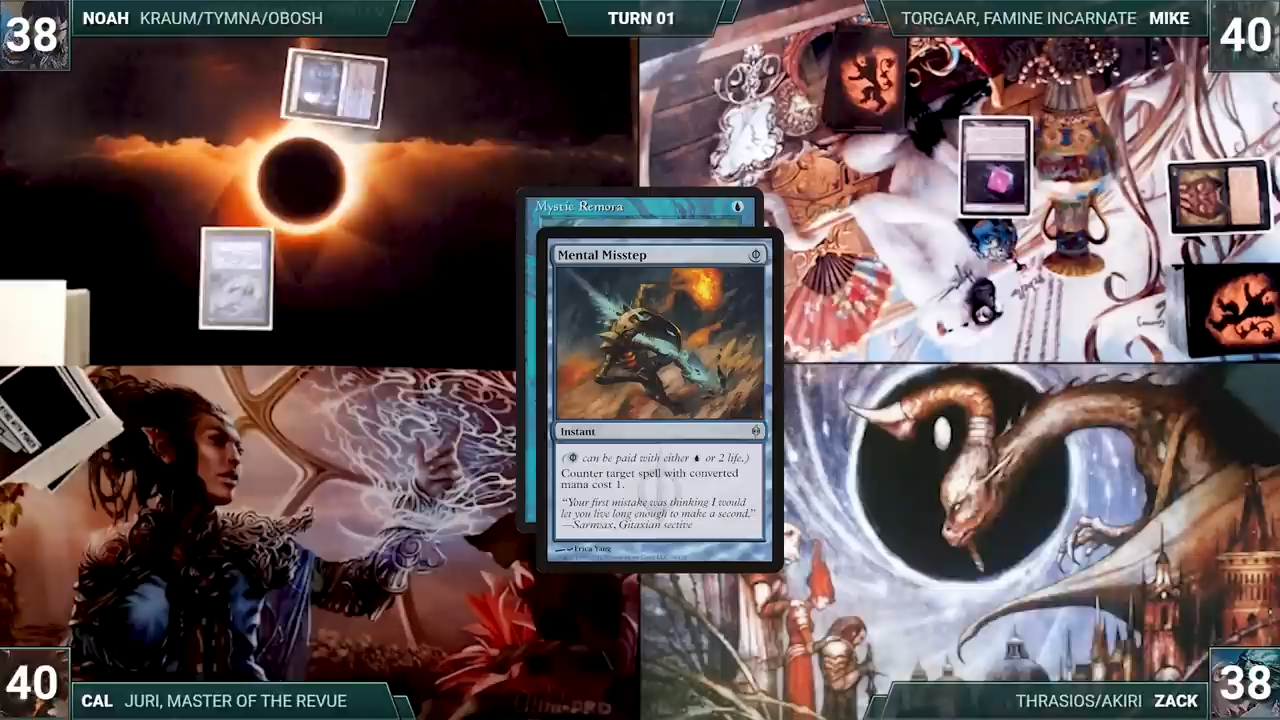 38
NOAH KRAUM/TYMNA/OBOSH
TURN 01
TORGAAR, FAMINE INCARNATE MIKE
40
Mystic Remora
Mental Misstep
Instant
( can be paid with either or 2 life.)
Counter target spell with converted
mana cost 1.
"Your first mistake was thinking I would
let you live long enough to make a second."
—Sarnvax, Gitaxian sective
Erica Yang
40
CAL JURI, MASTER OF THE REVUE
THRASIOS/AKIRI ZACK
38